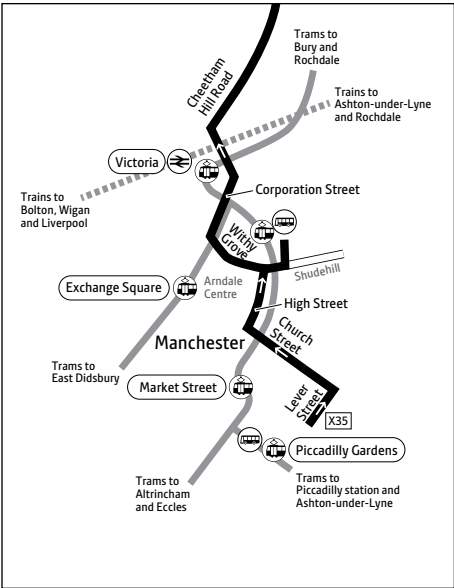 Trams to
Bury and
Rochdale
Cheetham
Hill Road
Trains to
Ashton-under-Lyne
and Rochdale
Victoria
Trains to
Bolton, Wigan
and Liverpool
Corporation Street
Withy
Grove
Shudehill
Exchange Square
Arndale
Centre
High Street
Church
Street
Manchester
Trams to
East Didsbury
Market Street
Lever
Street
X35
Piccadilly Gardens
Trams to
Altrincham
and Eccles
Trams to
Piccadilly station and
Ashton-under-Lyne